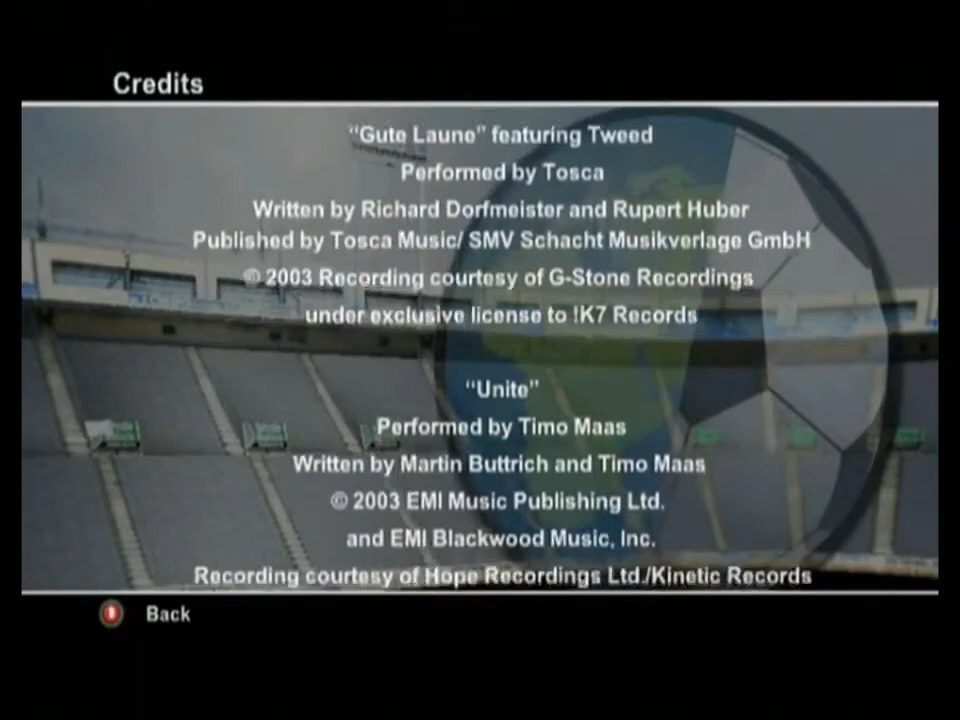 Credits
"Gute Laune" featuring Tweed
Performed by Tosca
Written by Richard Dorfmeister and Rupert Huber
Published by Tosca Music/ SMV Schacht Musikverlage GmbH
© 2003 Recording courtesy of G-Stone Recordings
under exclusive license to !K7 Records
"Unite"
Performed by Timo Maas
Written by Martin Buttrich and Timo Maas
© 2003 EMI Music Publishing Ltd.
and EMI Blackwood Music, Inc.
Recording courtesy of Hope Recordings Ltd./Kinetic Records
Back